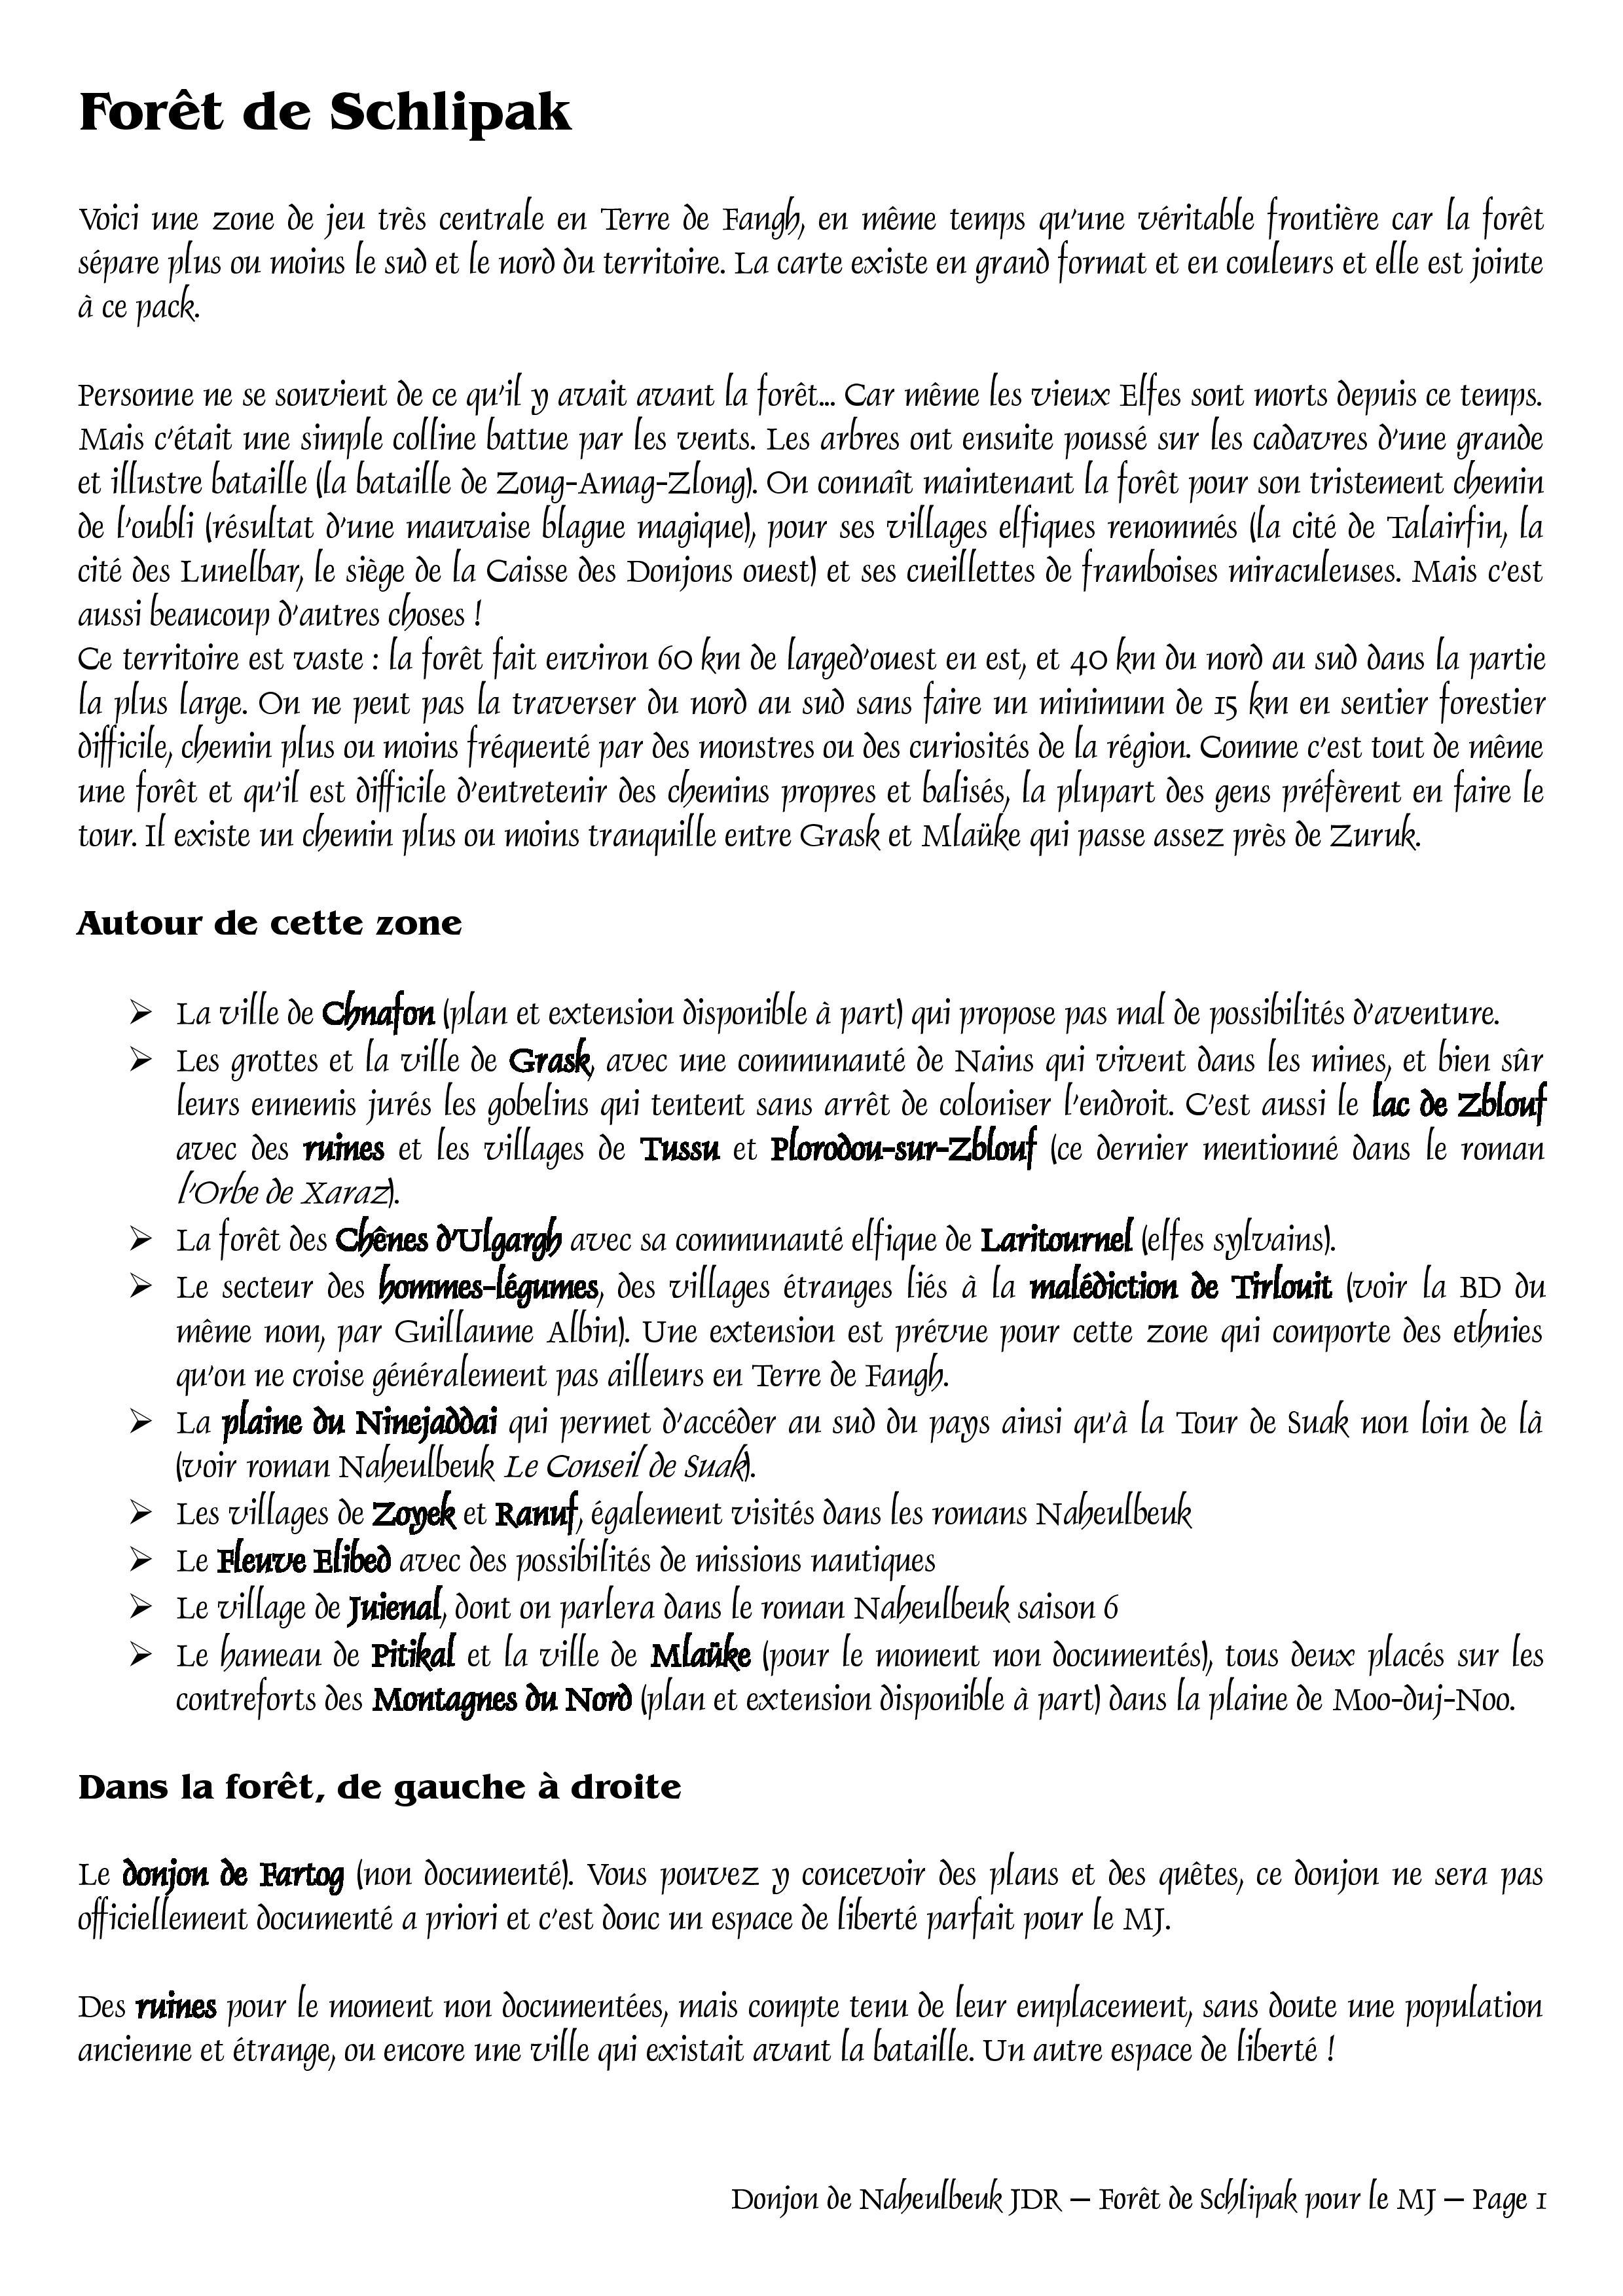 Forêt de Schlipak
Voici une zone de jeu très centrale en Terre de Fangh, en même temps qu'une véritable frontière car la forêt
sépare plus ou moins le sud et le nord du territoire. La carte existe en grand format et en couleurs et elle est jointe
à ce pack.
Personne ne se souvient de ce qu'il y avait avant la forêt... Car même les vieux Elfes sont morts depuis ce temps.
Mais c'était une simple colline battue par les vents. Les arbres ont ensuite poussé sur les cadavres d'une grande
et illustre bataille (la bataille de Zoug-Amag-Zlong). On connaît maintenant la forêt pour son tristement chemin
de l'oubli (résultat d'une mauvaise blague magique), pour ses villages elfiques renommés (la cité de Talairfin, la
cité des Lunelbar, le siège de la Caisse des Donjons ouest) et ses cueillettes de framboises miraculeuses. Mais c'est
aussi beaucoup d'autres choses !
Ce territoire est vaste : la forêt fait environ 60 km de larged'ouest en est, et 40 km du nord au sud dans la partie
la plus large. On ne peut pas la traverser du nord au sud sans faire un minimum de 15 km en sentier forestier
difficile, chemin plus ou moins fréquenté par des monstres ou des curiosités de la région. Comme c'est tout de même
une forêt et qu'il est difficile d'entretenir des chemins propres et balisés, la plupart des gens préfèrent en faire le
tour. Il existe un chemin plus ou moins tranquille entre Grask et Mlaüke qui passe assez près de Zuruk.
Autour de cette zone
➢ La ville de Chnafon (plan et extension disponible à part) qui propose pas mal de possibilités d'aventure.
➢ Les grottes et la ville de Grask, avec une communauté de Nains qui vivent dans les mines, et bien sûr
leurs ennemis jurés les gobelins qui tentent sans arrêt de coloniser l'endroit. C'est aussi le lac de Zblouf
avec des ruines et les villages de Tussu et Plorodou-sur-Zblouf (ce dernier mentionné dans le roman
l'Orbe de Xaraz).
➢ La forêt des Chênes d'Ulgargh avec sa communauté elfique de Laritournel (elfes sylvains).
➢ Le secteur des hommes-légumes, des villages étranges liés à la malédiction de Tirlouit (voir la BD du
même nom, par Guillaume Albin). Une extension est prévue pour cette zone qui comporte des ethnies
qu'on ne croise généralement pas ailleurs en Terre de Fangh.
➢ La plaine du Ninejaddai qui permet d'accéder au sud du pays ainsi qu'à la Tour de Suak non loin de là
(voir roman Naheulbeuk Le Conseil de Suak).
➢ Les villages de Zoyek et Ranuf, également visités dans les romans Naheulbeuk
➢ Le Fleuve Elibed avec des possibilités de missions nautiques
➢ Le village de Juienal, dont on parlera dans le roman Naheulbeuk saison 6
➢ Le hameau de Pitikal et la ville de Mlaüke (pour le moment non documentés), tous deux placés sur les
contreforts des Montagnes du Nord (plan et extension disponible à part) dans la plaine de Moo-duj-Noo.
Dans la forêt, de gauche à droite
Le donjon de Fartog (non documenté). Vous pouvez y concevoir des plans et des quêtes, ce donjon ne sera pas
officiellement documenté a priori et c'est donc un espace de liberté parfait pour le MJ.
Des ruines pour le moment non documentées, mais compte tenu de leur emplacement, sans doute une population
ancienne et étrange, ou encore une ville qui existait avant la bataille. Un autre espace de liberté !
Donjon de Naheulbeuk JDR – Forêt de Schlipak pour le MJ – Page 1